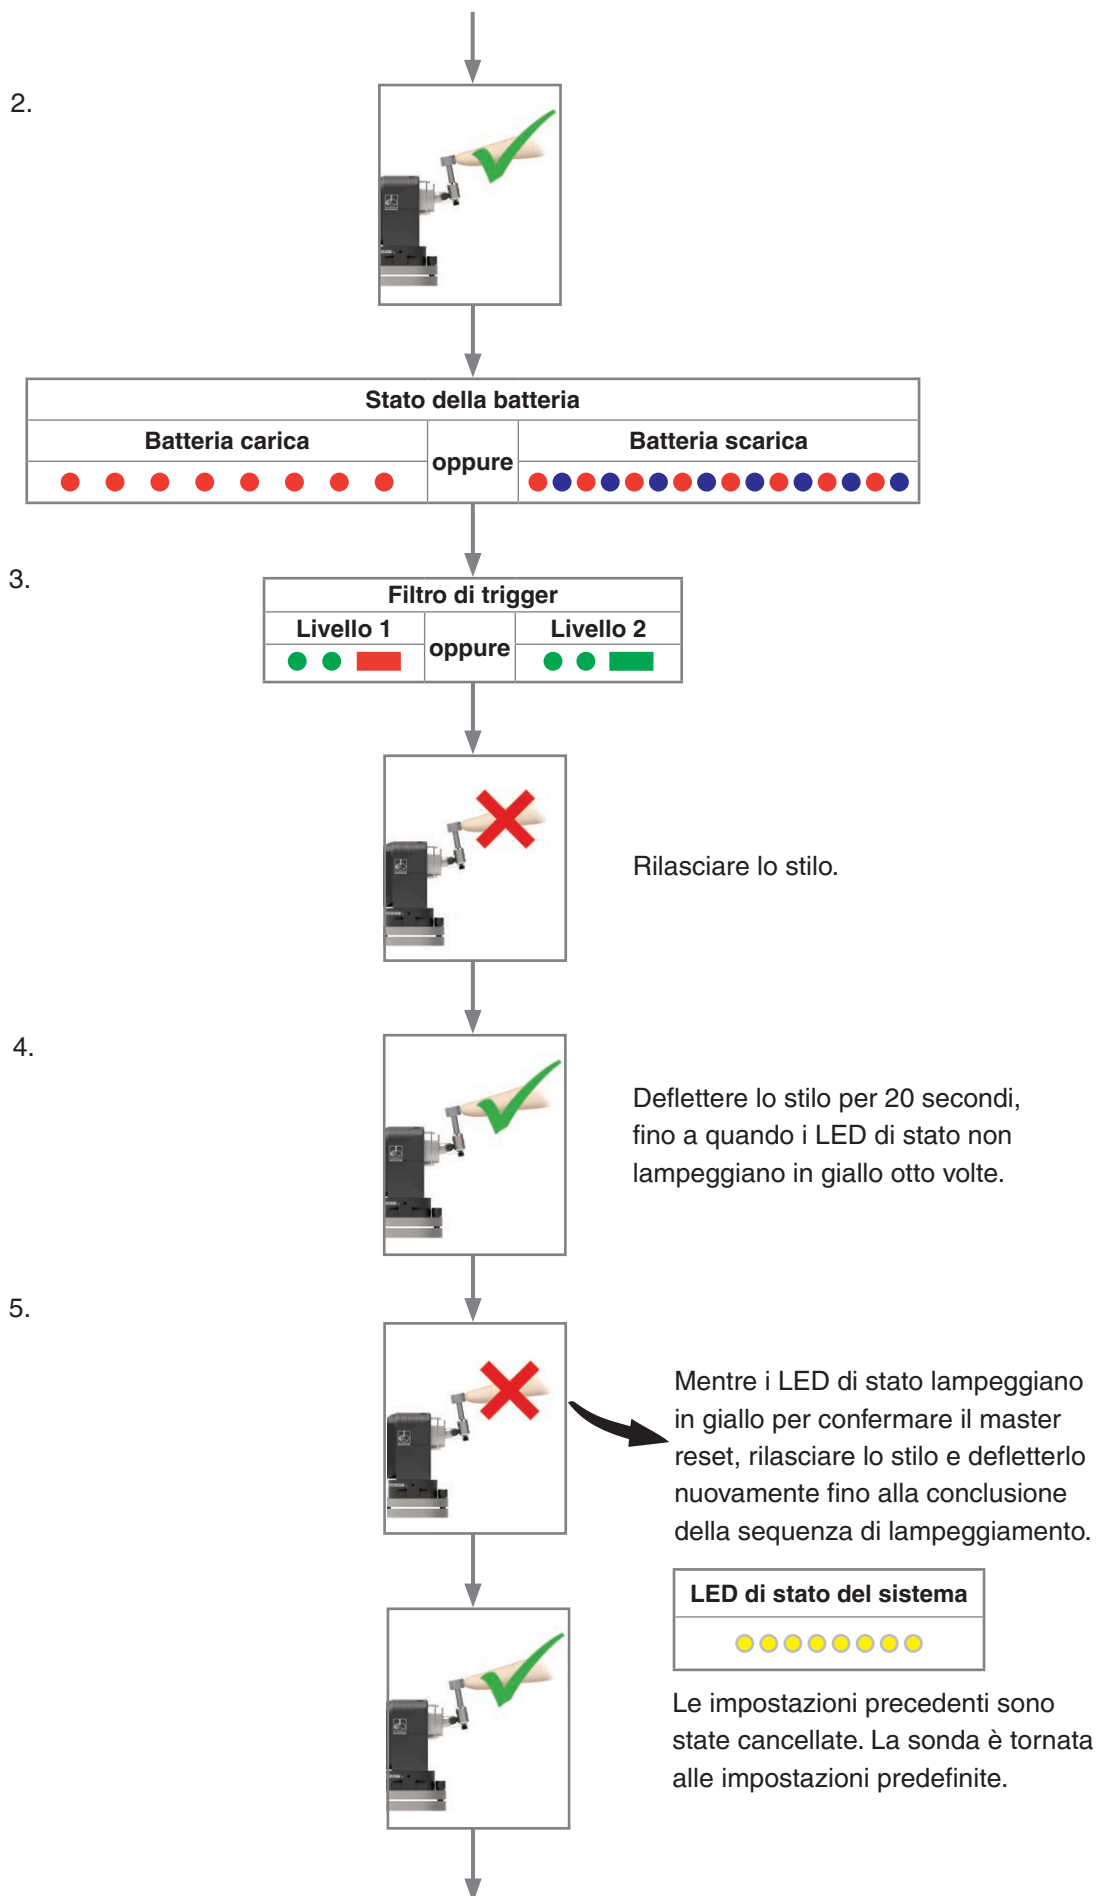 2.
Stato della batteria
Batteria carica
oppure
Batteria scarica
3.
Filtro di trigger
Livello 1
oppure
Livello 2
Rilasciare lo stilo.
4.
Deflettere lo stilo per 20 secondi,
fino a quando i LED di stato non
lampeggiano in giallo otto volte.
5.
Mentre i LED di stato lampeggiano
in giallo per confermare il master
reset, rilasciare lo stilo e defletterlo
nuovamente fino alla conclusione
della sequenza di lampeggiamento.
LED di stato del sistema
Le impostazioni precedenti sono
state cancellate. La sonda è tornata
alle impostazioni predefinite.